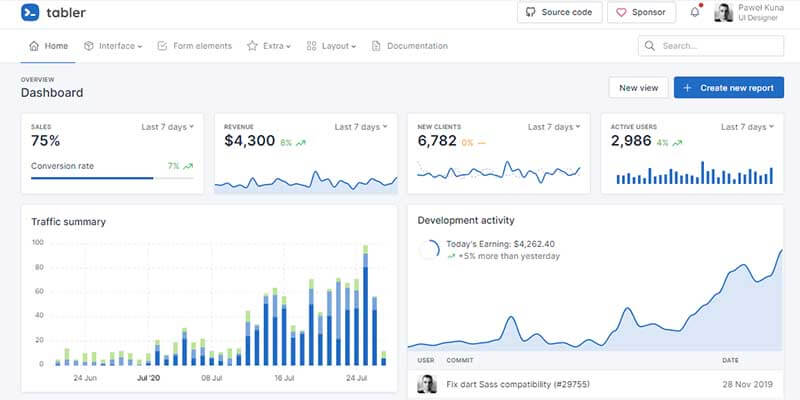 tabler
Source code
Sponsor
Paweł Kuna
UI Designer
Home
Interface
Form elements
Extra
Layout
Documentation
Search...
OVERVIEW
Dashboard
New view
Create new report
SALES
Last 7 days
75%
Conversion rate
7%
REVENUE
Last 7 days
$4,300 8%
NEW CLIENTS
Last 7 days
6,782 0%
ACTIVE USERS
Last 7 days
2,986 4%
Traffic summary
100
80
60
40
20
0
24 Jun
Jul '20
08 Jul
16 Jul
24 Jul
Development activity
Today's Earning: $4,262.40
+5% more than yesterday
USER COMMIT DATE
Fix dart Sass compatibility (#29755) 28 Nov 2019